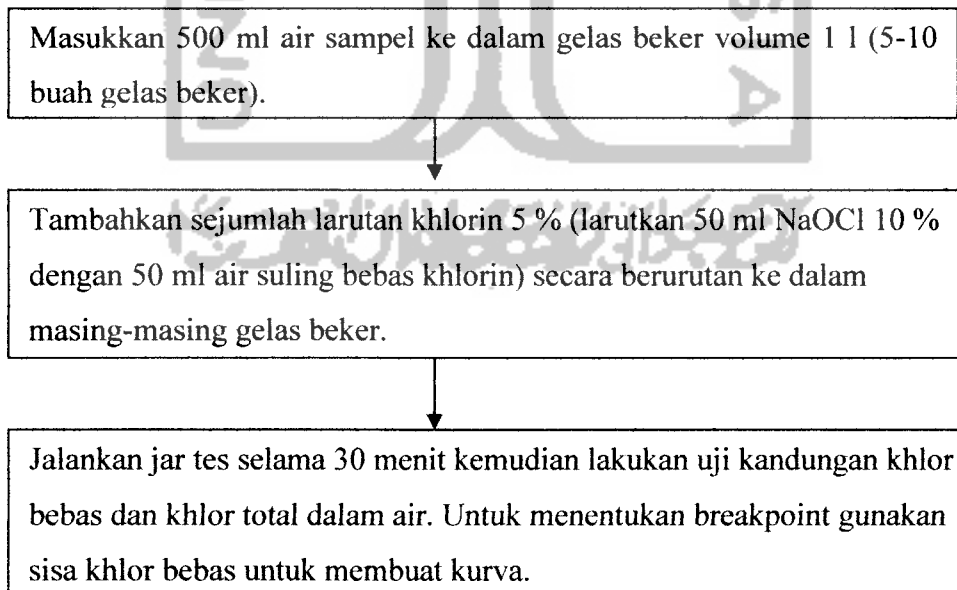 Masukkan 500 ml air sampel ke dalam gelas beker volume 1 l (5-10
buah gelas beker).
Tambahkan sejumlah larutan khlorin 5 % (larutkan 50 ml NaOCl 10 %
dengan 50 ml air suling bebas khlorin) secara berurutan ke dalam
masing-masing gelas beker.
Jalankan jar tes selama 30 menit kemudian lakukan uji kandungan khlor
bebas dan khlor total dalam air. Untuk menentukan breakpoint gunakan
sisa khlor bebas untuk membuat kurva.